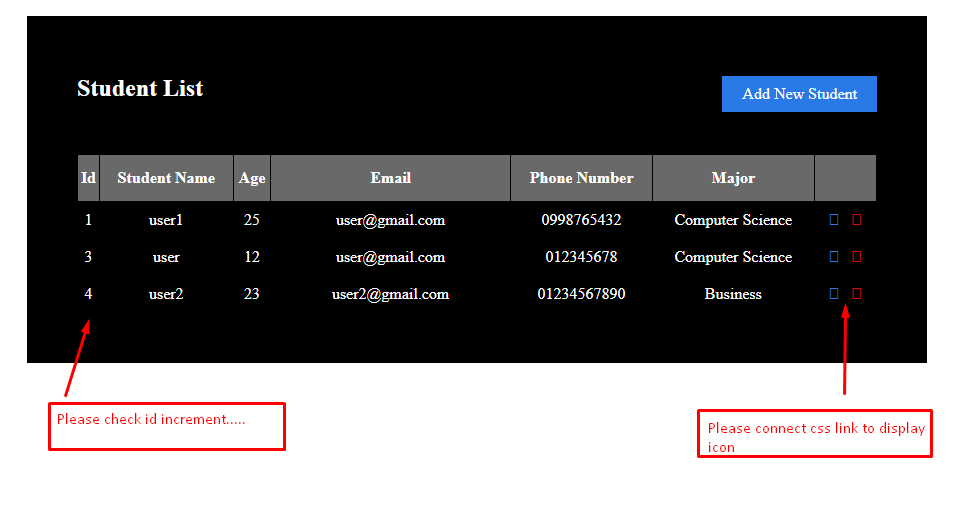 Student List
Add New Student
Id Student Name Age Email Phone Number Major
1 user1 25 user@gmail.com 0998765432 Computer Science
3 user 12 user@gmail.com 012345678 Computer Science
4 user2 23 user2@gmail.com 01234567890 Business
Please check id increment.....
Please connect css link to display
icon